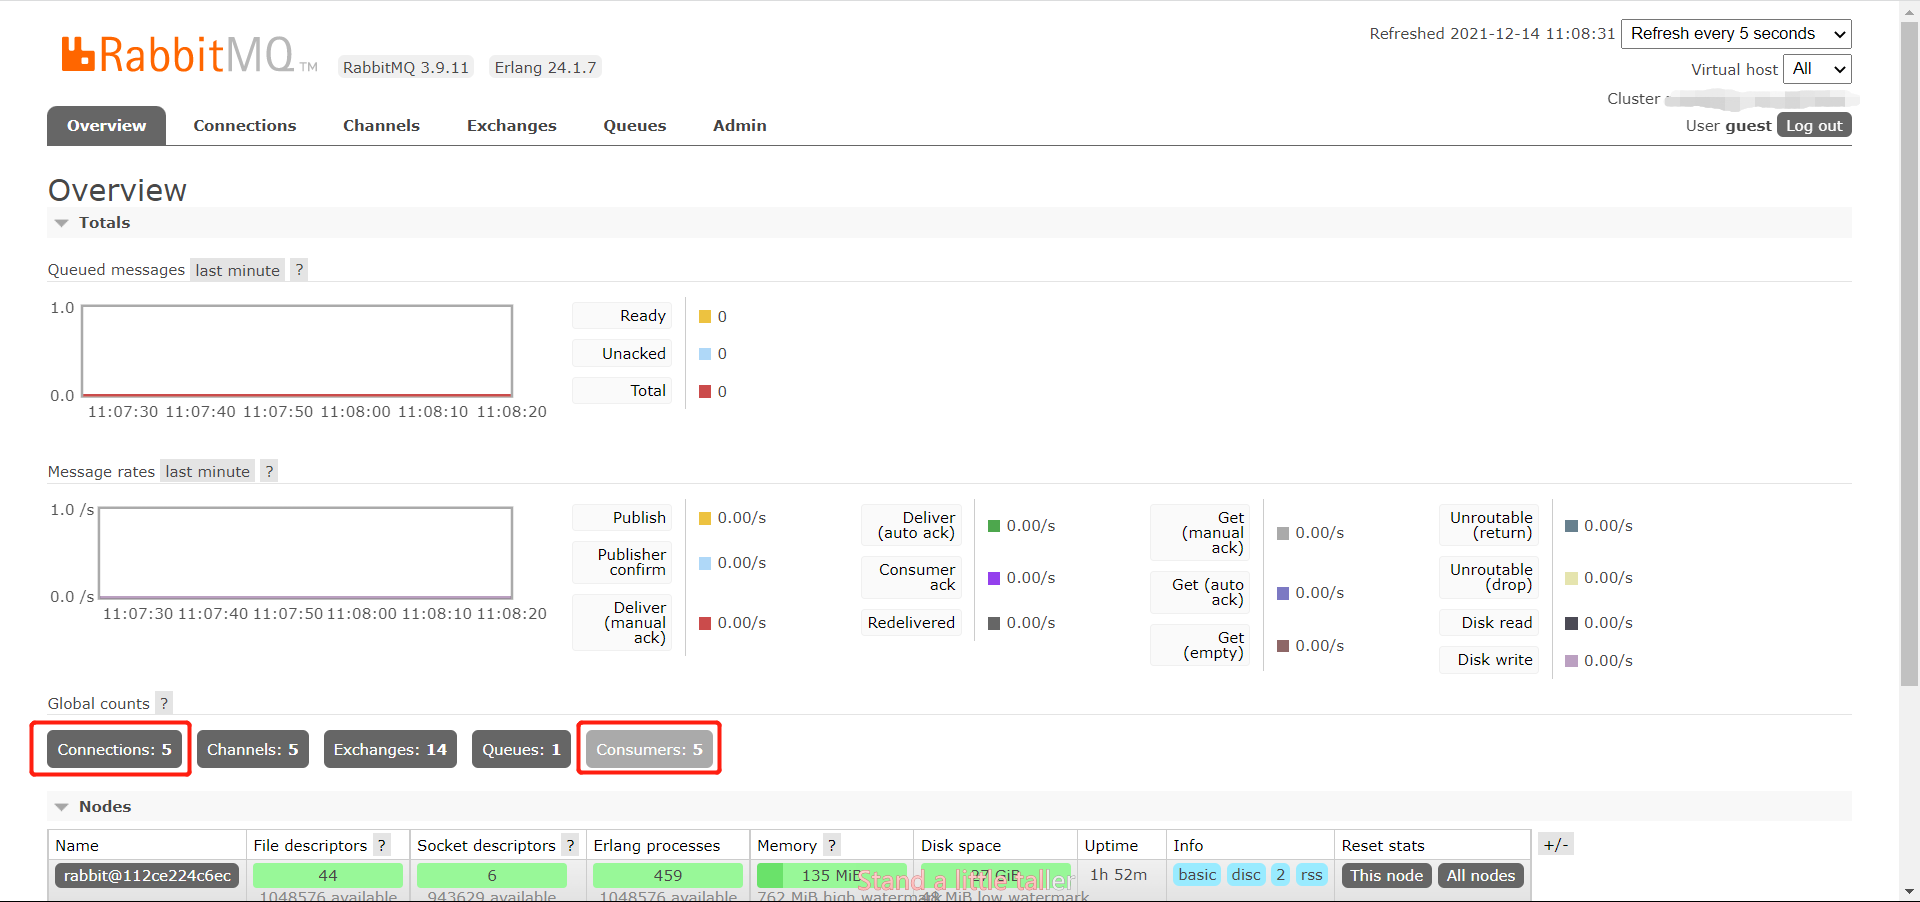 Refreshed 2021-12-14 11:08:31 Refresh every 5 seconds
RabbitMQ TM RabbitMQ 3.9.11 Erlang 24.1.7
Virtual host All
Cluster
User guest Log out
Overview Connections Channels Exchanges Queues Admin
Overview
Totals
Queued messages last minute ?
1.0
0.0
11:07:30 11:07:40 11:07:50 11:08:00 11:08:10 11:08:20
Ready 0
Unacked 0
Total 0
Message rates last minute ?
1.0 /s
0.0 /s
11:07:30 11:07:40 11:07:50 11:08:00 11:08:10 11:08:20
Publish 0.00/s
Publisher
confirm 0.00/s
Deliver
(manual
ack) 0.00/s
Deliver
(auto ack) 0.00/s
Consumer
ack 0.00/s
Redelivered 0.00/s
Get
(manual
ack) 0.00/s
Get (auto
ack) 0.00/s
Get
(empty) 0.00/s
Unroutable
(return) 0.00/s
Unroutable
(drop) 0.00/s
Disk read 0.00/s
Disk write 0.00/s
Global counts ?
Connections: 5 Channels: 5 Exchanges: 14 Queues: 1 Consumers: 5
Nodes
Name File descriptors ? Socket descriptors ? Erlang processes Memory ? Disk space Uptime Info Reset stats +/-
rabbit@112ce224c6ec 44 6 459 135 MiB 97 GiB 1h 52m basic disc 2 rss This node All nodes
1048576 available 943629 available 1048576 available 762 MiB high watermark 48 MiB low watermark
Stand a little taller